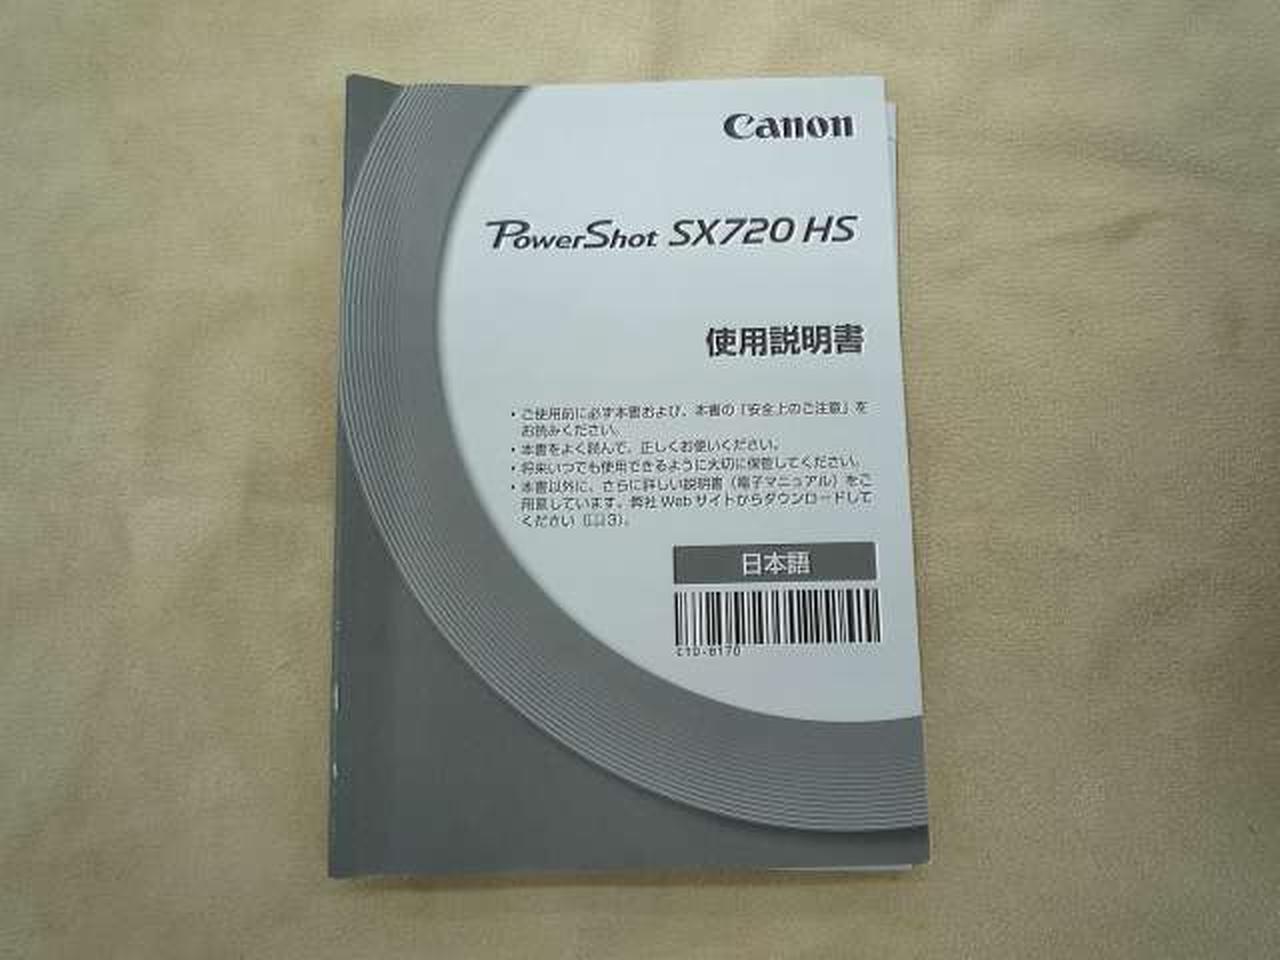 Canon
PowerShot SX720 HS
使用説明書
・ご使用前に必ず本書および、本書の「安全上のご注意」を
お読みください。
・本書をよく読んで、正しくお使いください。
・将来いつでも使用できるように大切に保管してください。
・本書以外に、さらに詳しい説明書（電子マニュアル）をご
用意しています。弊社 Web サイトからダウンロードして
ください（📖3）。
日本語
C10-8170